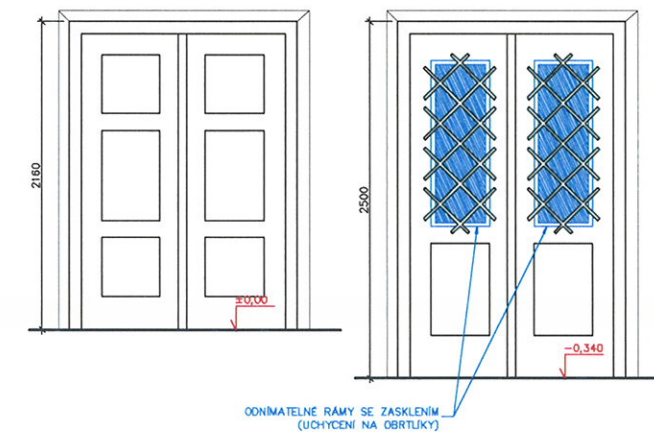 2160
±0,00
2500
-0,340
ODNÍMATELNÉ RÁMY SE ZASKLENÍM
(UCHYCENÍ NA OBRTLÍKY)